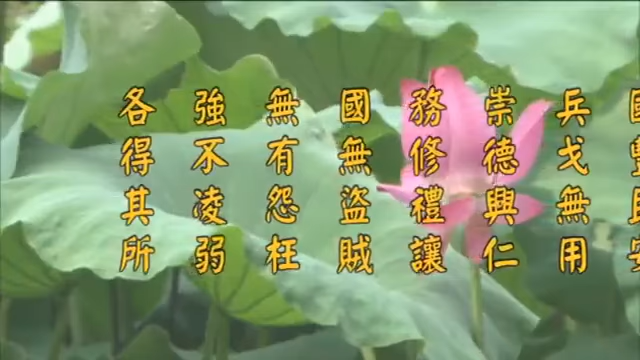 兵戈無用
崇德興仁
務修禮讓
國無盜賊
無有怨枉
強不凌弱
各得其所